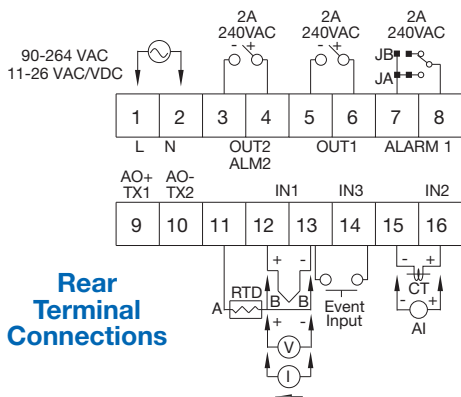 2A 2A 2A
240VAC 240VAC 240VAC
90-264 VAC
11-26 VAC/VDC
- + - + JB
JA
1 2 3 4 5 6 7 8
L N OUT2 OUT1 ALARM 1
ALM2
AO+ AO-
TX1 TX2 IN1 IN3 IN2
9 10 11 12 13 14 15 16
+ - - +
RTD CT
A B B Event
Input
- +
AI
+ -
V
I
Rear
Terminal
Connections